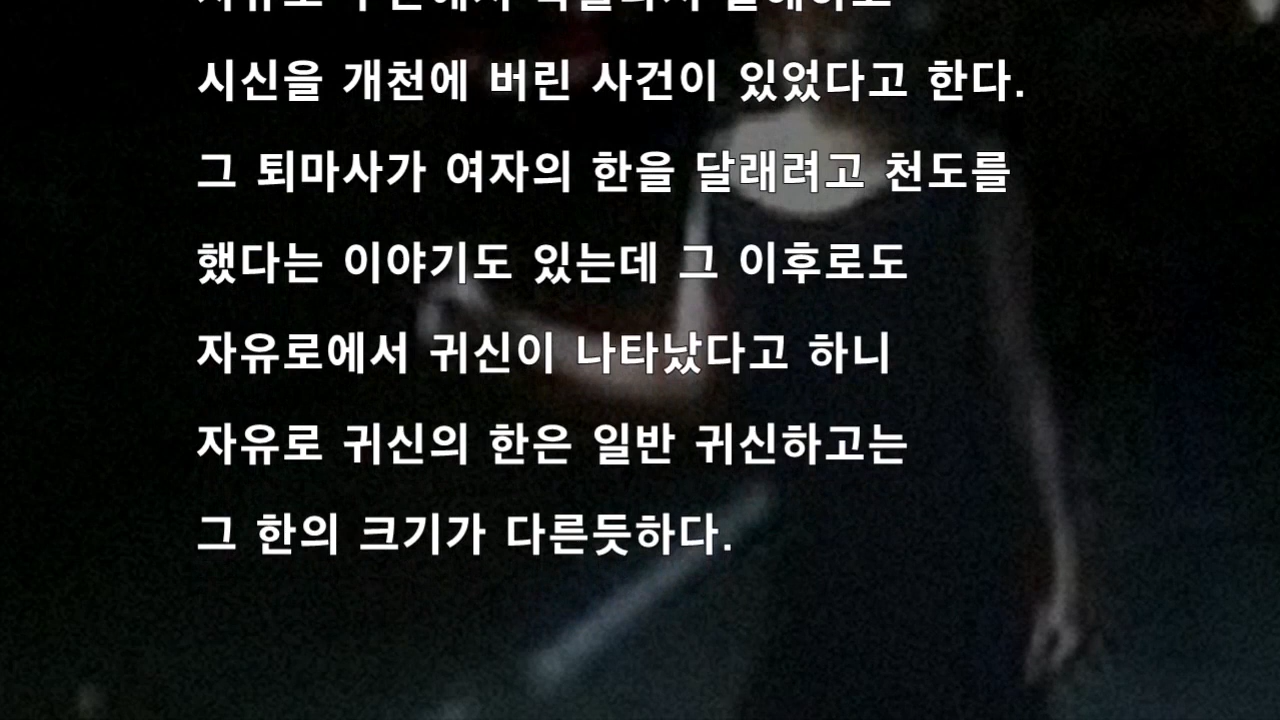 시신을 개천에 버린 사건이 있었다고 한다.
그 퇴마사가 여자의 한을 달래려고 천도를
했다는 이야기도 있는데 그 이후로도
자유로에서 귀신이 나타났다고 하니
자유로 귀신의 한은 일반 귀신하고는
그 한의 크기가 다른듯하다.